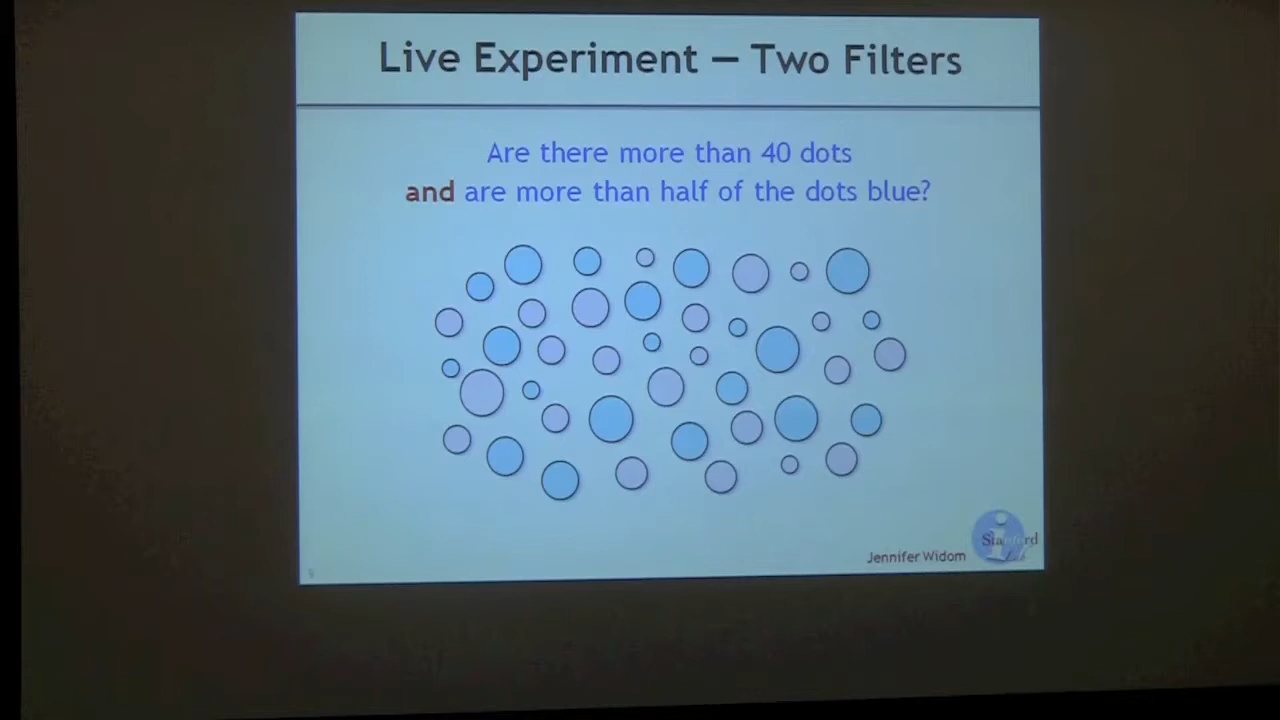 Live Experiment – Two Filters
Are there more than 40 dots
and are more than half of the dots blue?
Stanford
Jennifer Widom